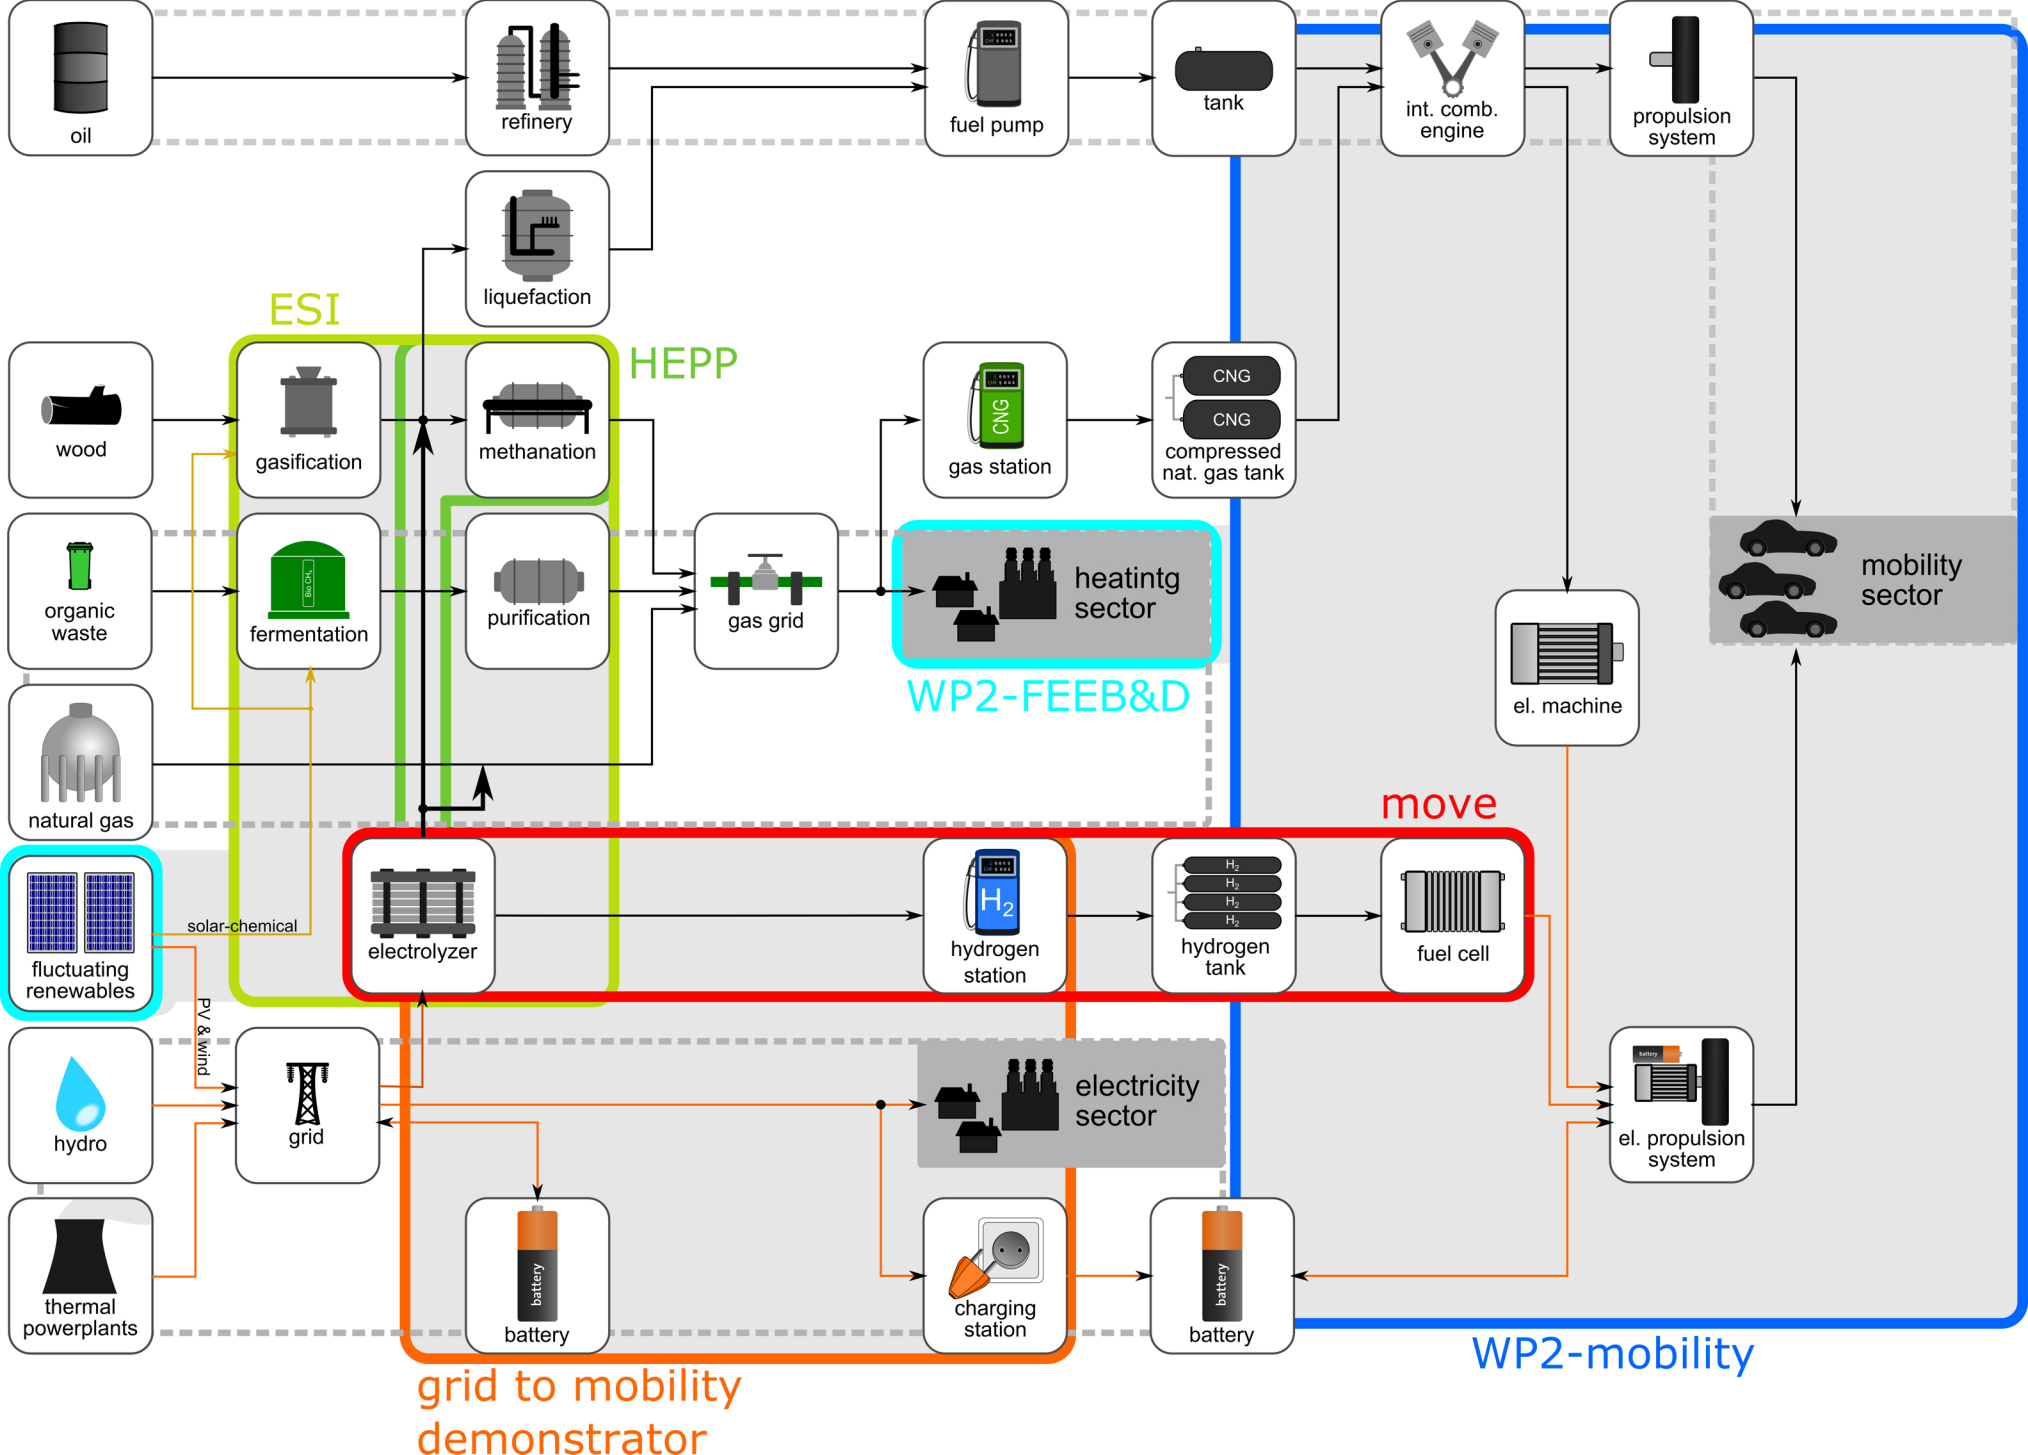 oil
refinery
fuel pump
tank
int. comb.
engine
propulsion
system
liquefaction
ESI
HEPP
wood
gasification
methanation
CNG
gas station
CNG
CNG
compressed
nat. gas tank
organic
waste
Bio CH4
fermentation
purification
gas grid
heatintg
sector
mobility
sector
WP2-FEEB&D
el. machine
natural gas
move
fluctuating
renewables
solar-chemical
PV & wind
electrolyzer
H2
hydrogen
station
H2
H2
H2
H2
hydrogen
tank
fuel cell
hydro
grid
electricity
sector
battery
el. propulsion
system
thermal
powerplants
battery
battery
charging
station
battery
battery
WP2-mobility
grid to mobility
demonstrator